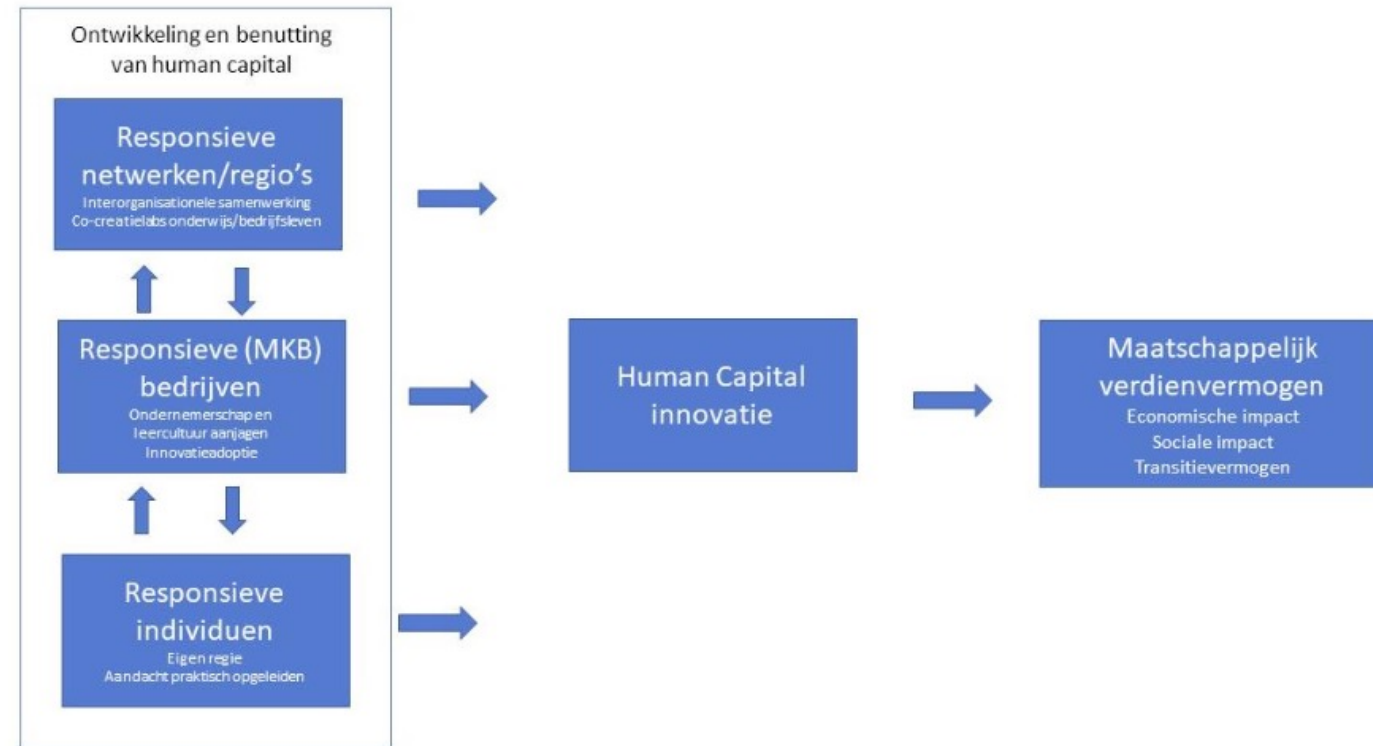 Ontwikkeling en benutting
van human capital
Responsieve
netwerken/regio's
Interorganisationele samenwerking
Co-creatielabs onderwijs/bedrijfsleven
Responsieve (MKB)
bedrijven
Ondernemerschap en
leercultuur aanjagen
Innovatieadoptie
Responsieve
individuen
Eigen regie
Aandacht praktisch opgeleiden
Human Capital
innovatie
Maatschappelijk
verdienvermogen
Economische impact
Sociale impact
Transitievermogen